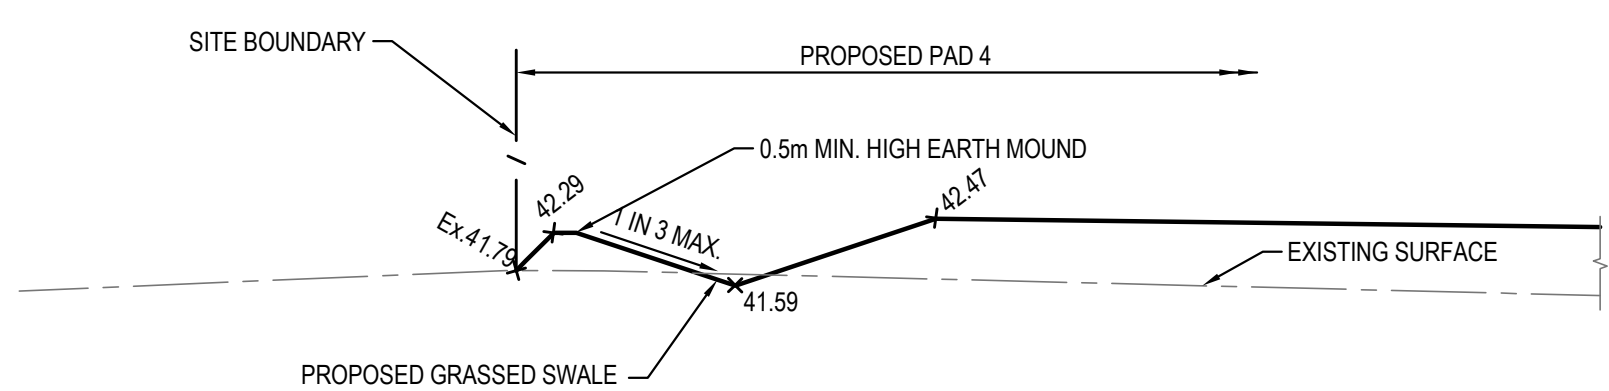 SITE BOUNDARY
PROPOSED PAD 4
0.5m MIN. HIGH EARTH MOUND
42.29
42.47
Ex.41.79
1 IN 3 MAX.
EXISTING SURFACE
41.59
PROPOSED GRASSED SWALE